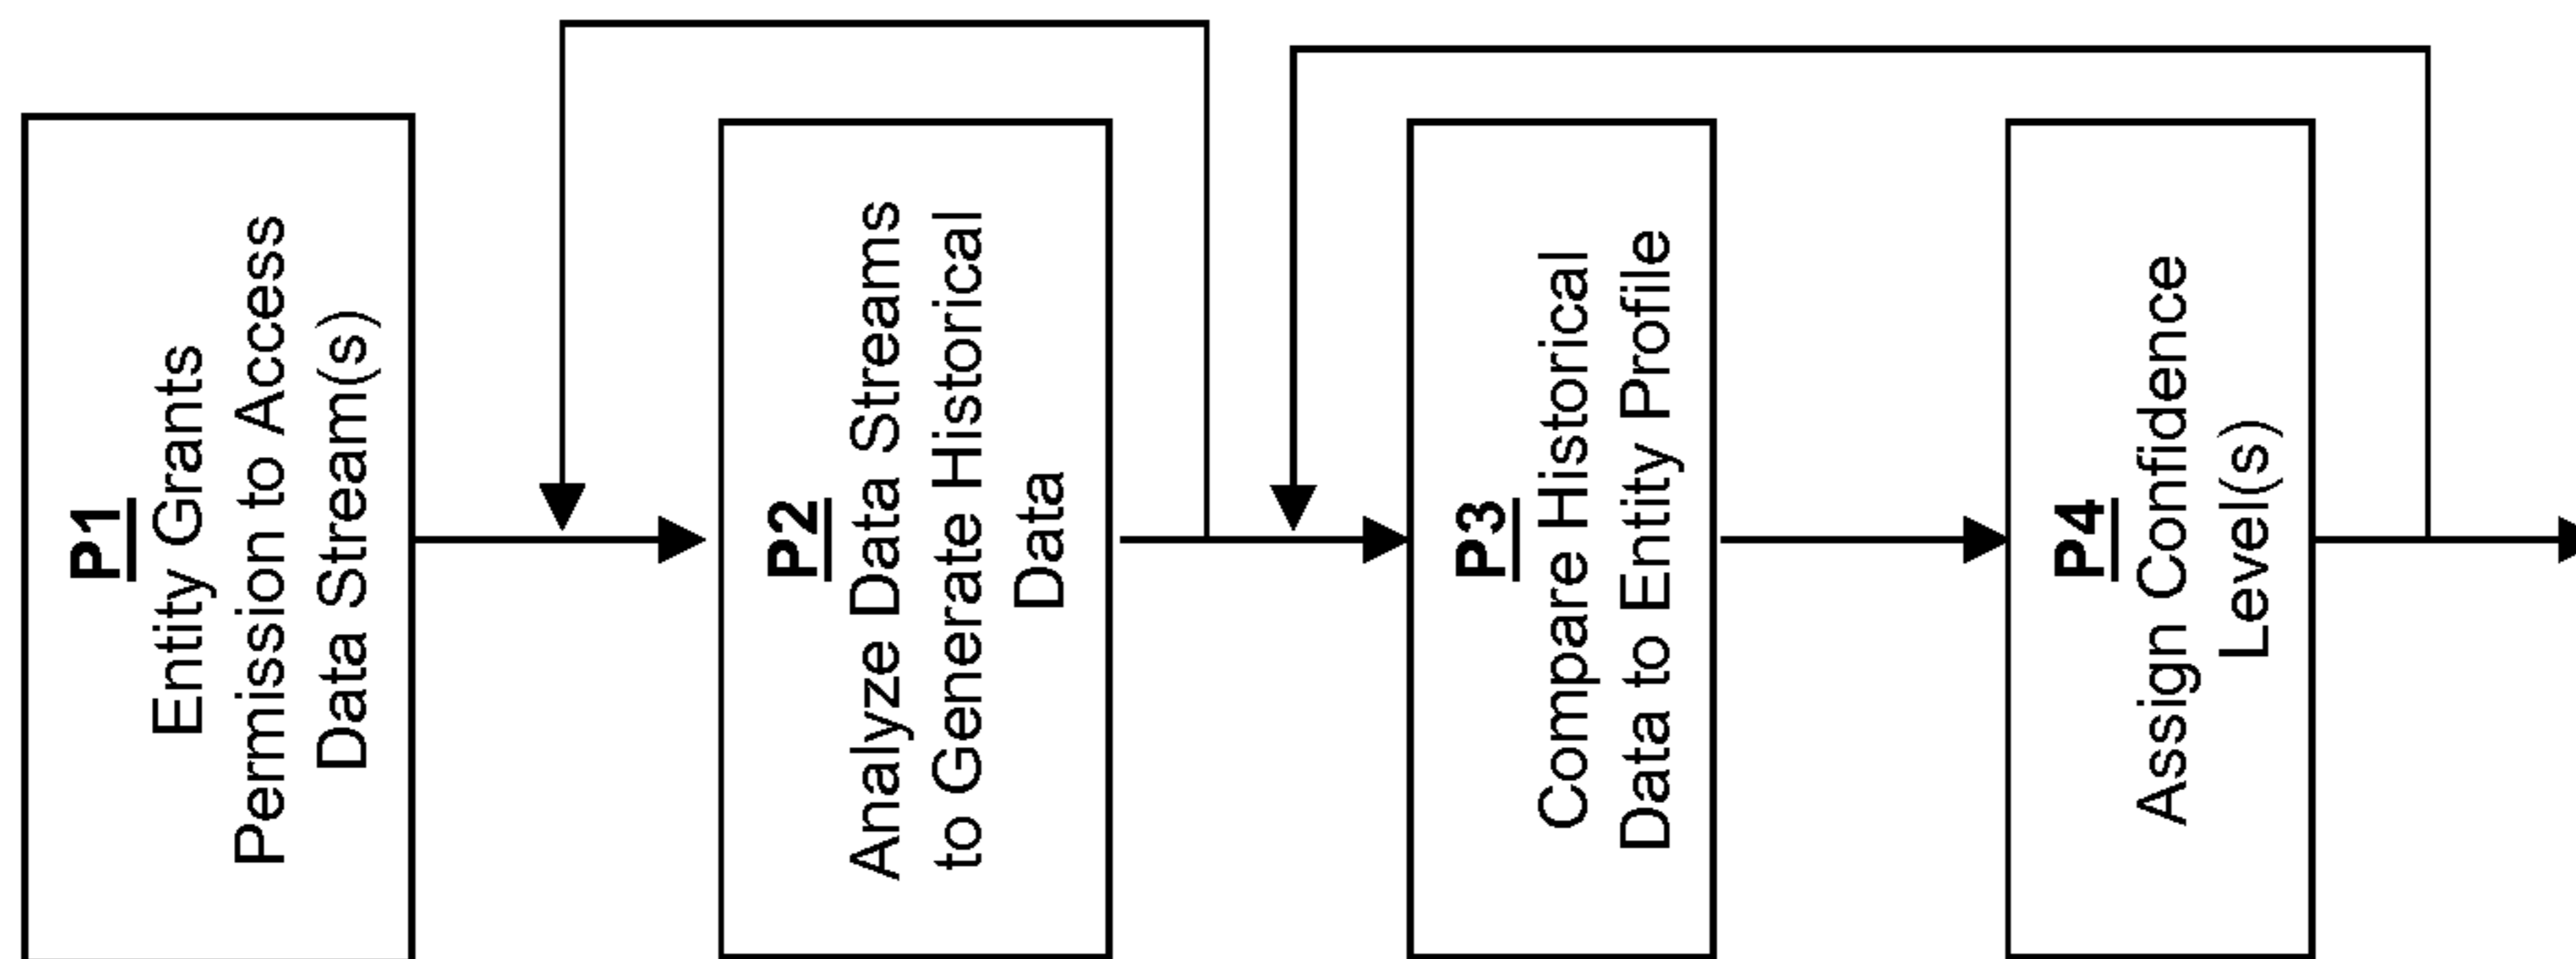 P1
Entity Grants
Permission to Access
Data Stream(s)
P2
Analyze Data Streams
to Generate Historical
Data
P3
Compare Historical
Data to Entity Profile
P4
Assign Confidence
Level(s)